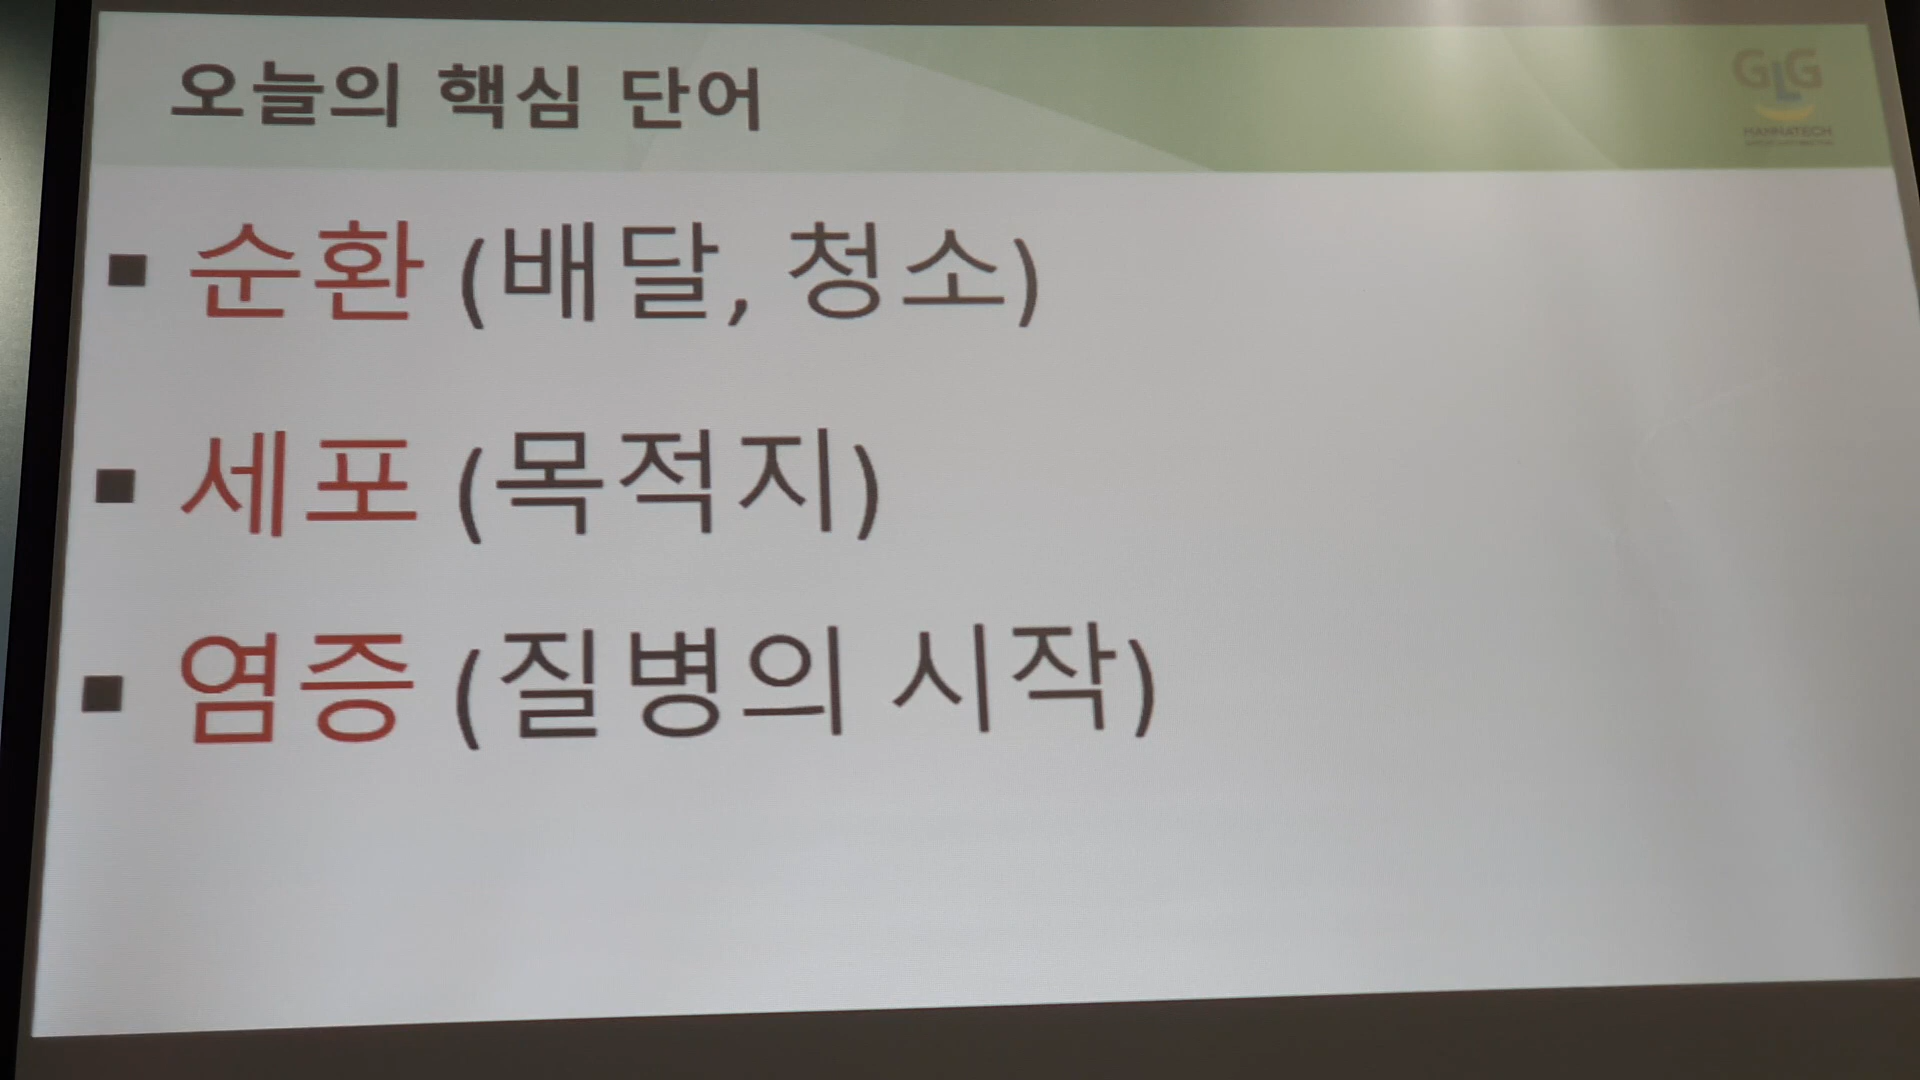 오늘의 핵심 단어
GLG
HANNATECH
▪ 순환 (배달, 청소)
▪ 세포 (목적지)
▪ 염증 (질병의 시작)